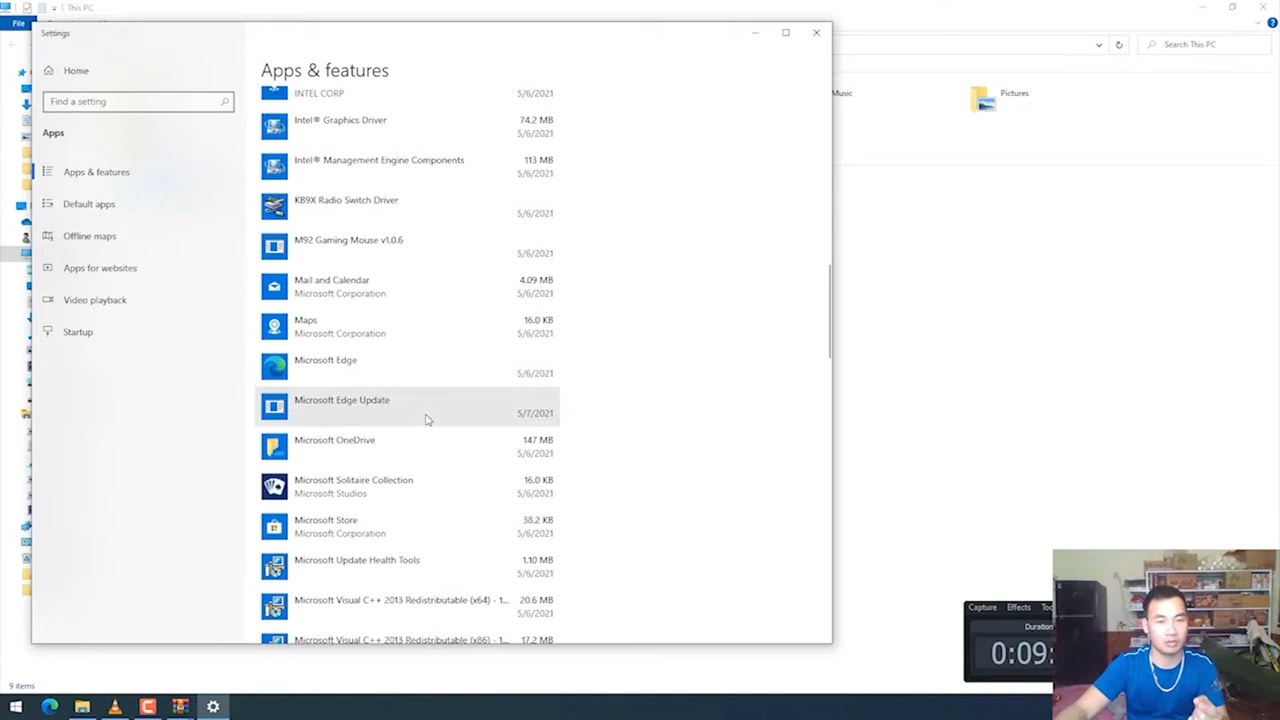 This PC
File
Settings
Search This PC
Home
Apps & features
Find a setting
INTEL CORP
5/6/2021
Music
Pictures
Intel® Graphics Driver
74.2 MB
5/6/2021
Apps
Intel® Management Engine Components
113 MB
5/6/2021
Apps & features
KB9X Radio Switch Driver
5/6/2021
Default apps
M92 Gaming Mouse v1.0.6
5/6/2021
Offline maps
Apps for websites
Mail and Calendar
4.09 MB
Microsoft Corporation
5/6/2021
Video playback
Maps
16.0 KB
Microsoft Corporation
5/6/2021
Startup
Microsoft Edge
5/6/2021
Microsoft Edge Update
5/7/2021
Microsoft OneDrive
147 MB
5/6/2021
Microsoft Solitaire Collection
16.0 KB
Microsoft Studios
5/6/2021
Microsoft Store
38.2 KB
Microsoft Corporation
5/6/2021
Microsoft Update Health Tools
1.10 MB
5/6/2021
Microsoft Visual C++ 2013 Redistributable (x64) - 1...
20.6 MB
5/6/2021
Microsoft Visual C++ 2013 Redistributable (x86) - 1...
17.2 MB
Capture Effects
Duration
0:09:
9 items